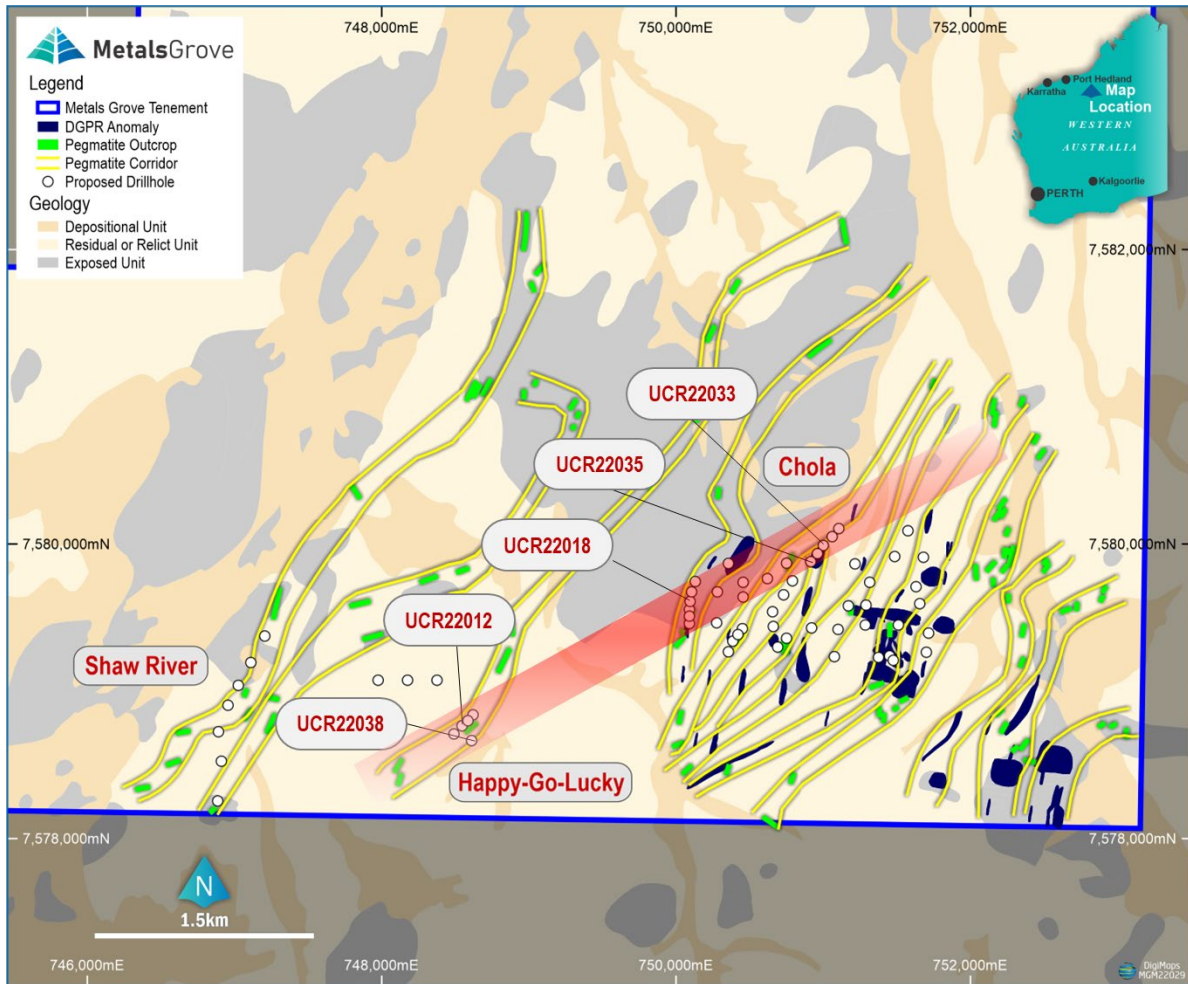 748,000mE
750,000mE
752,000mE
MetalsGrove
Legend
Metals Grove Tenement
DGPR Anomaly
Pegmatite Outcrop
Pegmatite Corridor
Proposed Drillhole
Geology
Depositional Unit
Residual or Relict Unit
Exposed Unit
Port Hedland
Karratha
Map
Location
WESTERN
AUSTRALIA
Kalgoorlie
PERTH
7,582,000mN
7,582,000mN
UCR22033
UCR22035
Chola
7,580,000mN
UCR22018
7,580,000mN
UCR22012
Shaw River
UCR22038
Happy-Go-Lucky
7,578,000mN
7,578,000mN
N
1.5km
746,000mE
748,000mE
750,000mE
752,000mE
DigiMaps
MGM22029